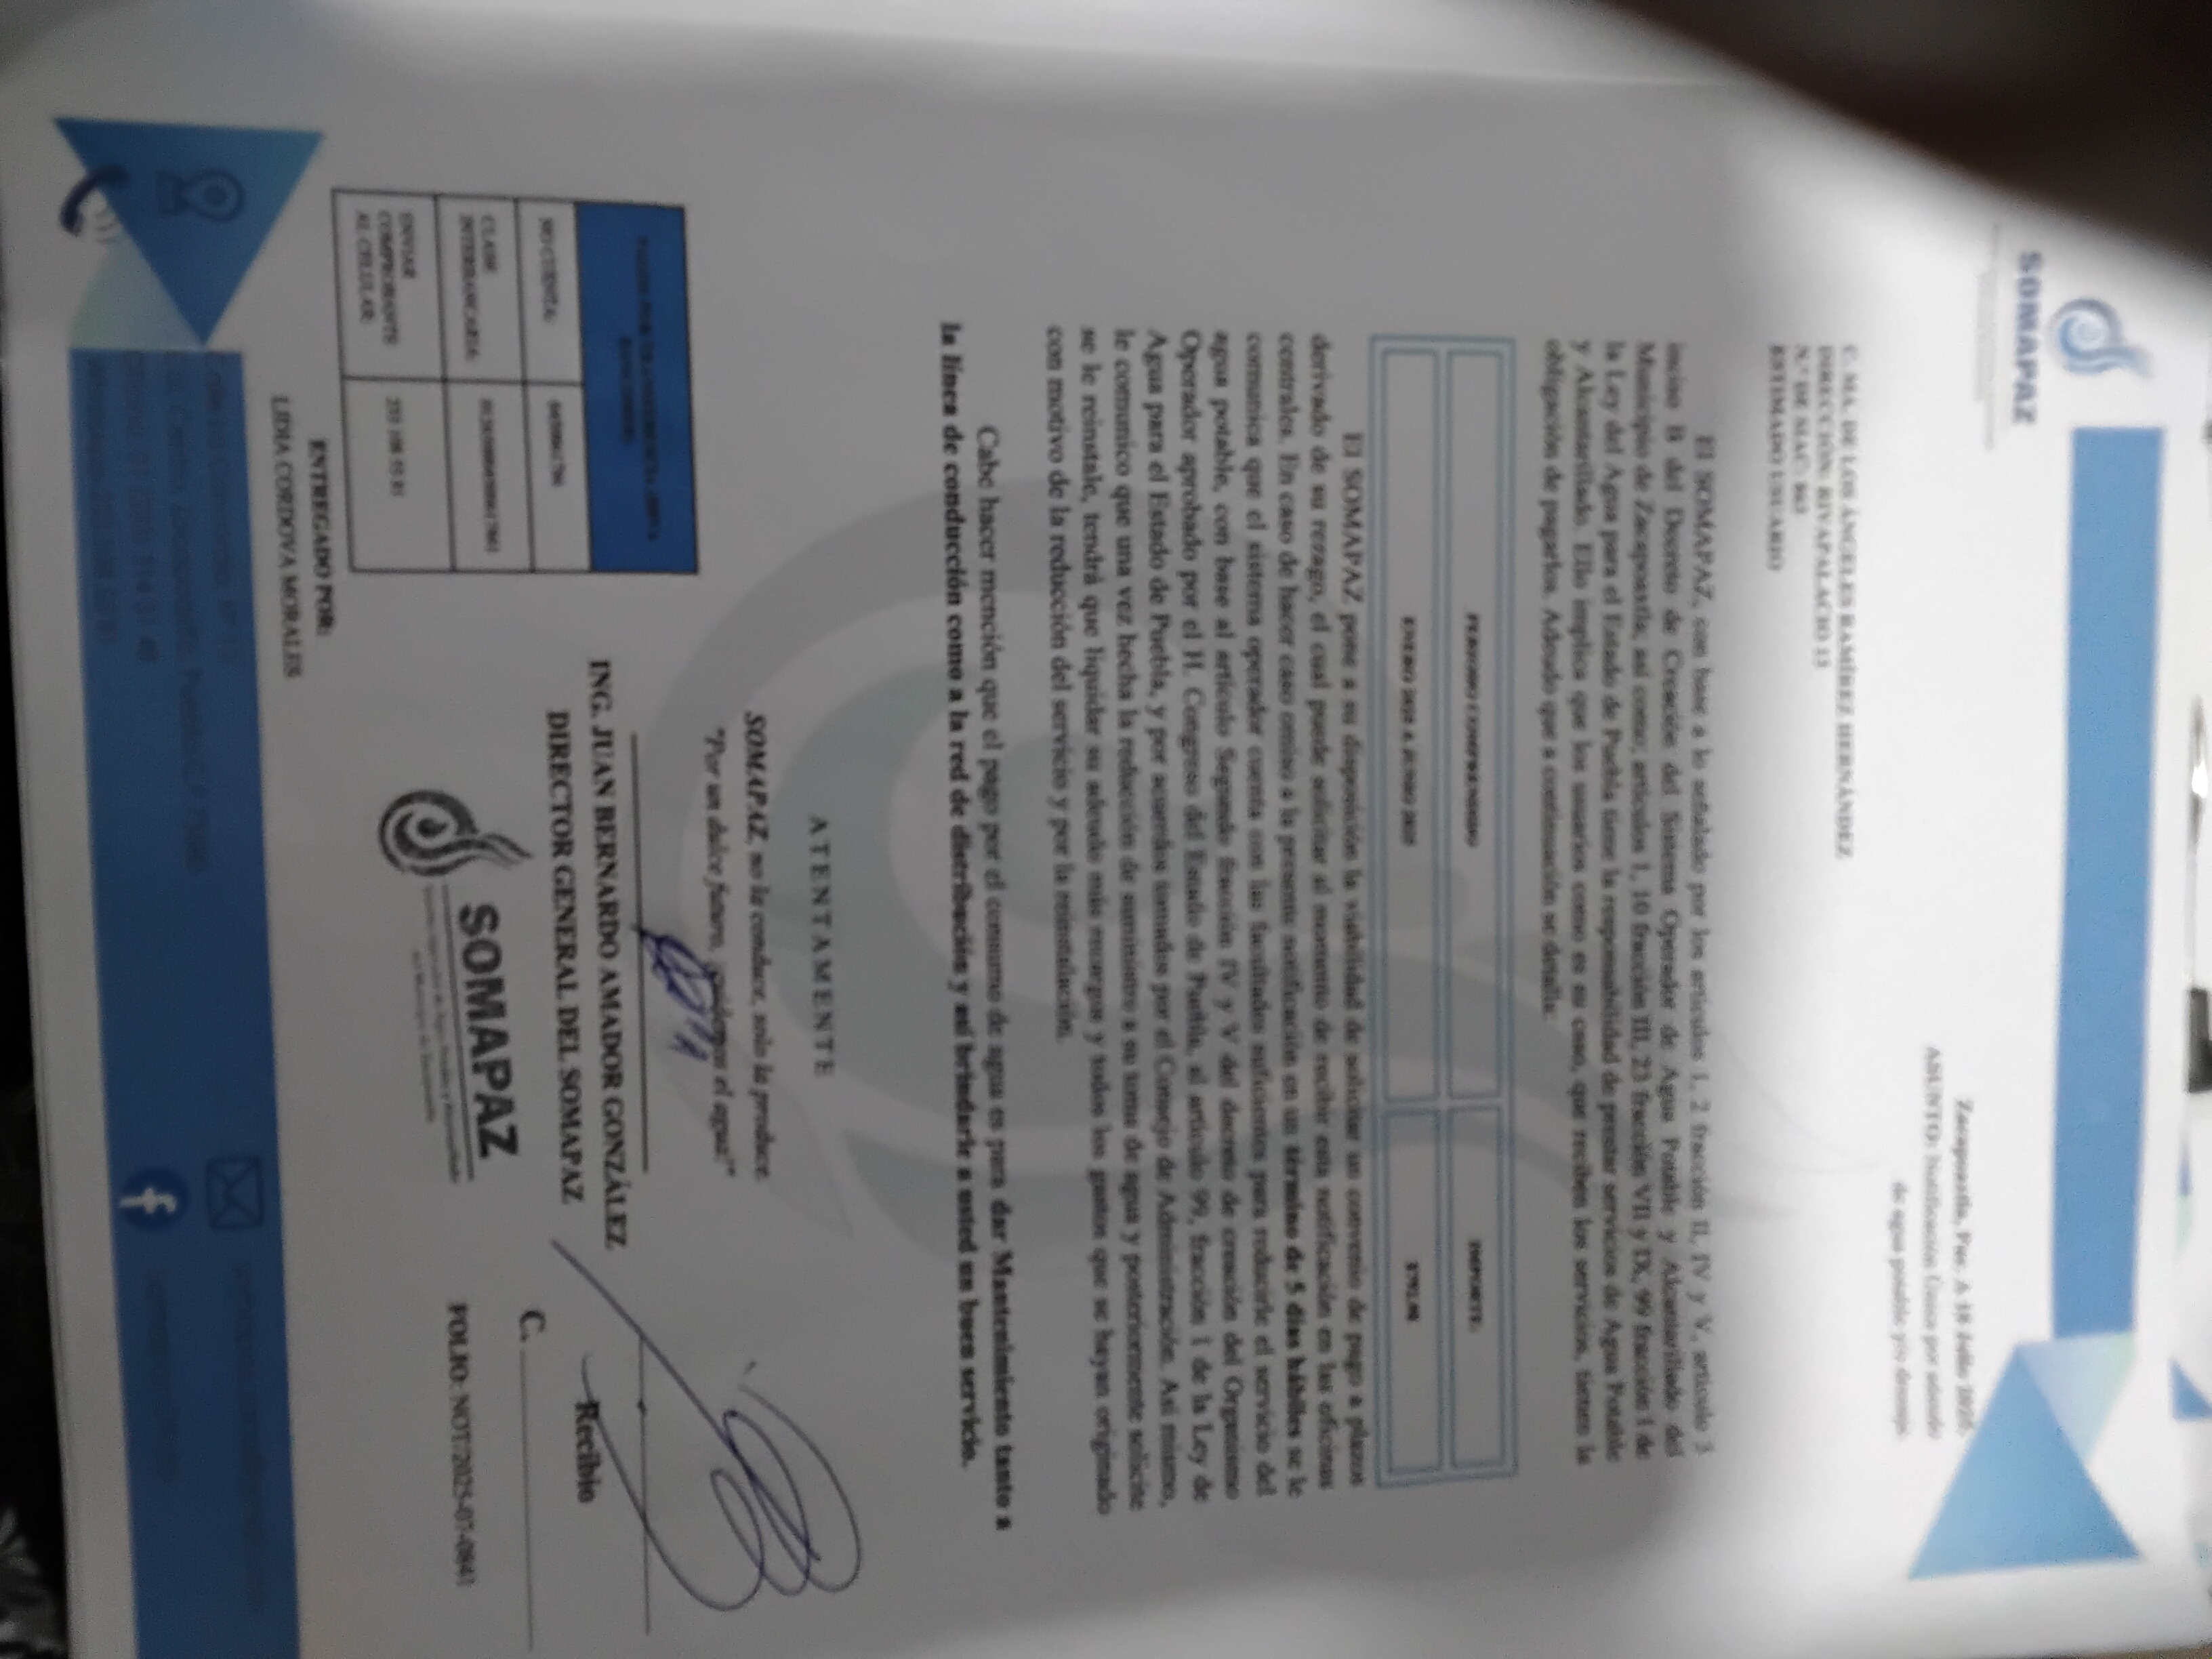 SOMAPAZ
Zacapoaxtla, Pue. A 18 Julio 2025.
ASUNTO: Notificación Única por adeudo
de agua potable y/o drenaje.
C. MA. DE LOS ÁNGELES RAMÍREZ HERNÁNDEZ
DIRECCIÓN: RIVAPALACIO 13
N.º DE SIAC: 863
ESTIMADO USUARIO
El SOMAPAZ, con base a lo señalado por los artículos 1, 2 fracción II, IV y V, artículo 3
inciso B del Decreto de Creación del Sistema Operador de Agua Potable y Alcantarillado del
Municipio de Zacapoaxtla; así como; artículos 1, 10 fracción III, 23 fracción VII y IX, 99 fracción I de
la Ley del Agua para el Estado de Puebla tiene la responsabilidad de prestar servicios de Agua Potable
y Alcantarillado. Ello implica que los usuarios como es su caso, que reciben los servicios, tienen la
obligación de pagarlos. Adeudo que a continuación se detalla:
PERIODO COMPRENDIDO
IMPORTE:
ENERO 2025 A JUNIO 2025
El SOMAPAZ pone a su disposición la viabilidad de solicitar un convenio de pago a plazos
derivado de su rezago, el cual puede solicitar al momento de recibir esta notificación en las oficinas
centrales. En caso de hacer caso omiso a la presente notificación en un término de 5 días hábiles se le
comunica que el sistema operador cuenta con las facultades suficientes para reducirle el servicio del
agua potable, con base al artículo Segundo fracción IV y V del decreto de creación del Organismo
Operador aprobado por el H. Congreso del Estado de Puebla, al artículo 99, fracción I de la Ley de
Agua para el Estado de Puebla, y por acuerdos tomados por el Consejo de Administración. Así mismo,
le comunico que una vez hecha la reducción de suministro a su toma de agua y posteriormente solicite
se le reinstale, tendrá que liquidar su adeudo más recargos y todos los gastos que se hayan originado
con motivo de la reducción del servicio y por la reinstalación.
Cabe hacer mención que el pago por el consumo de agua es para dar Mantenimiento tanto a
la línea de conducción como a la red de distribución y así brindarle a usted un buen servicio.
ATENTAMENTE
SOMAPAZ, no la conduce, solo la produce.
"Por un dulce futuro, ¡cuidemos el agua!"
ING. JUAN BERNARDO AMADOR GONZÁLEZ
DIRECTOR GENERAL DEL SOMAPAZ
Recibio
C.
FOLIO: NOT/2025-07-0841
SOMAPAZ
NO CUENTA:
CLABE
INTERBANCARIA:
ENVIAR
COMPROBANTE
AL CELULAR:
233 108 55 81
ENTREGADO POR:
LIDIA CORDOVA MORALES